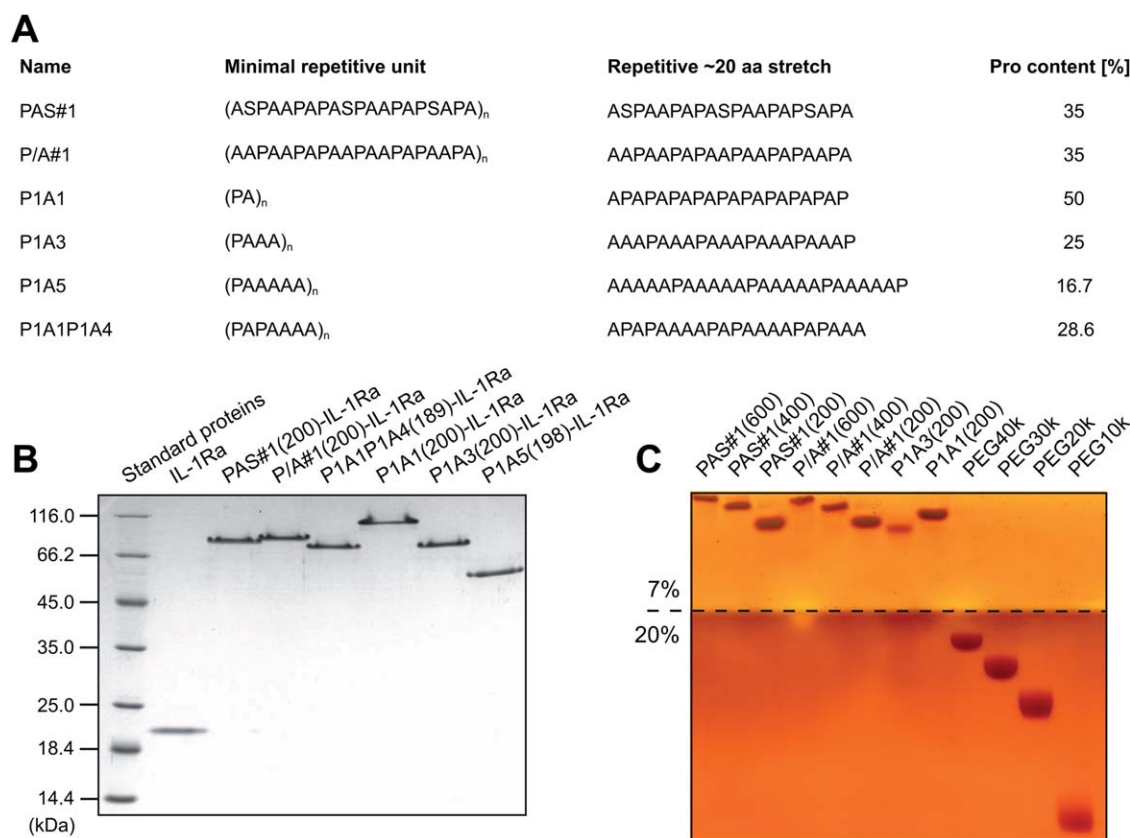 A
Name Minimal repetitive unit Repetitive ~20 aa stretch Pro content [%]
PAS#1 (ASPAAPAPASPAAPAPSAPA)n ASPAAPAPASPAAPAPSAPA 35
P/A#1 (AAPAAPAPAAPAAPAPAAPA)n AAPAAPAPAAPAAPAPAAPA 35
P1A1 (PA)n APAPAPAPAPAPAPAPAPAP 50
P1A3 (PAAA)n AAAPAAAPAAAPAAAPAAAP 25
P1A5 (PAAAAA)n AAAAAPAAAAAPAAAAAPAAAAAP 16.7
P1A1P1A4 (PAPAAAA)n APAPAAAAPAPAAAAPAPAAA 28.6
B
Standard proteins
IL-1Ra
PAS#1(200)-IL-1Ra
P/A#1(200)-IL-1Ra
P1A1P1A4(189)-IL-1Ra
P1A1(200)-IL-1Ra
P1A3(200)-IL-1Ra
P1A5(198)-IL-1Ra
116.0
66.2
45.0
35.0
25.0
18.4
14.4
(kDa)
C
PAS#1(600)
PAS#1(400)
PAS#1(200)
P/A#1(600)
P/A#1(400)
P/A#1(200)
P1A3(200)
P1A1(200)
PEG40k
PEG30k
PEG20k
PEG10k
7%
20%